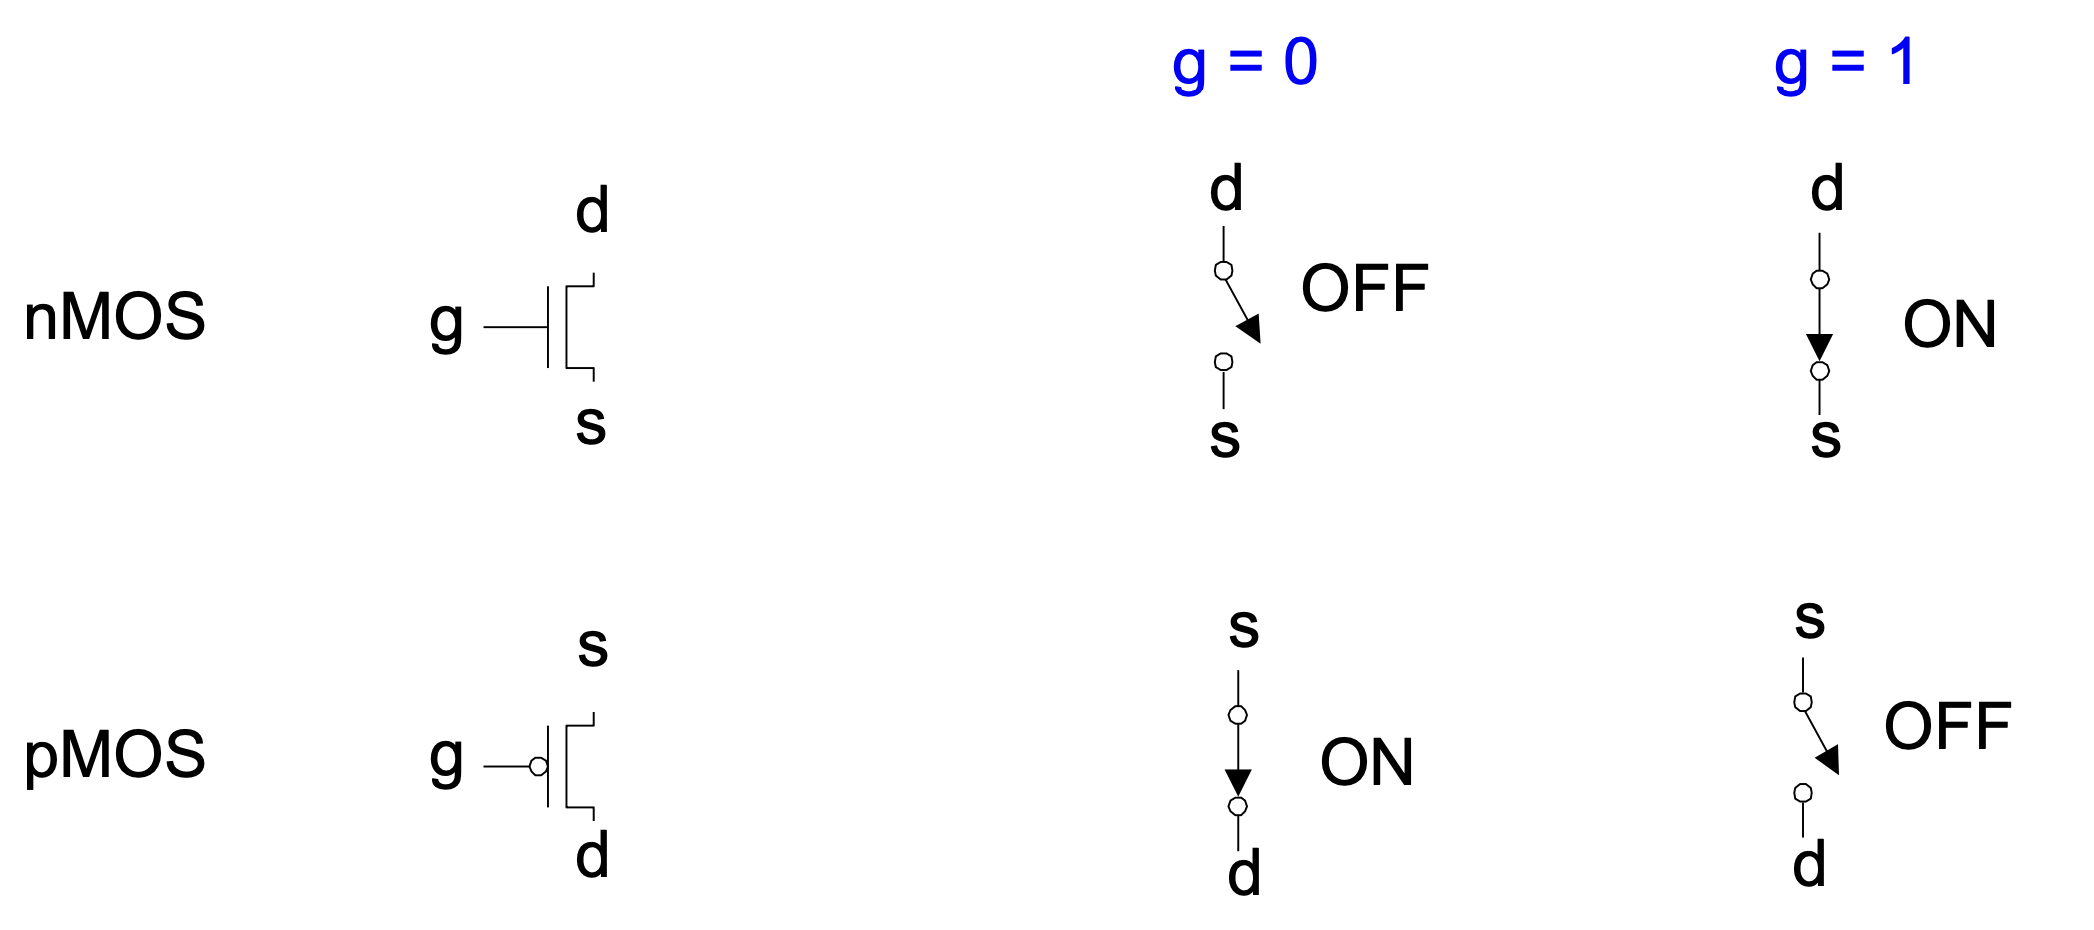 g = 0 g = 1
d d d
nMOS g OFF ON
s s s
s s s
pMOS g ON OFF
d d d